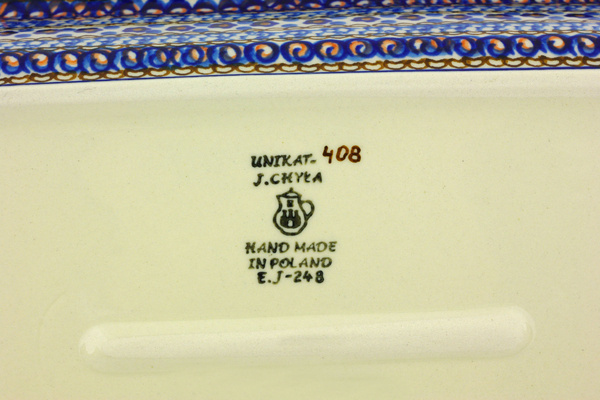 UNIKAT- 408
J.CHYŁA
HAND MADE
IN POLAND
E.J-248